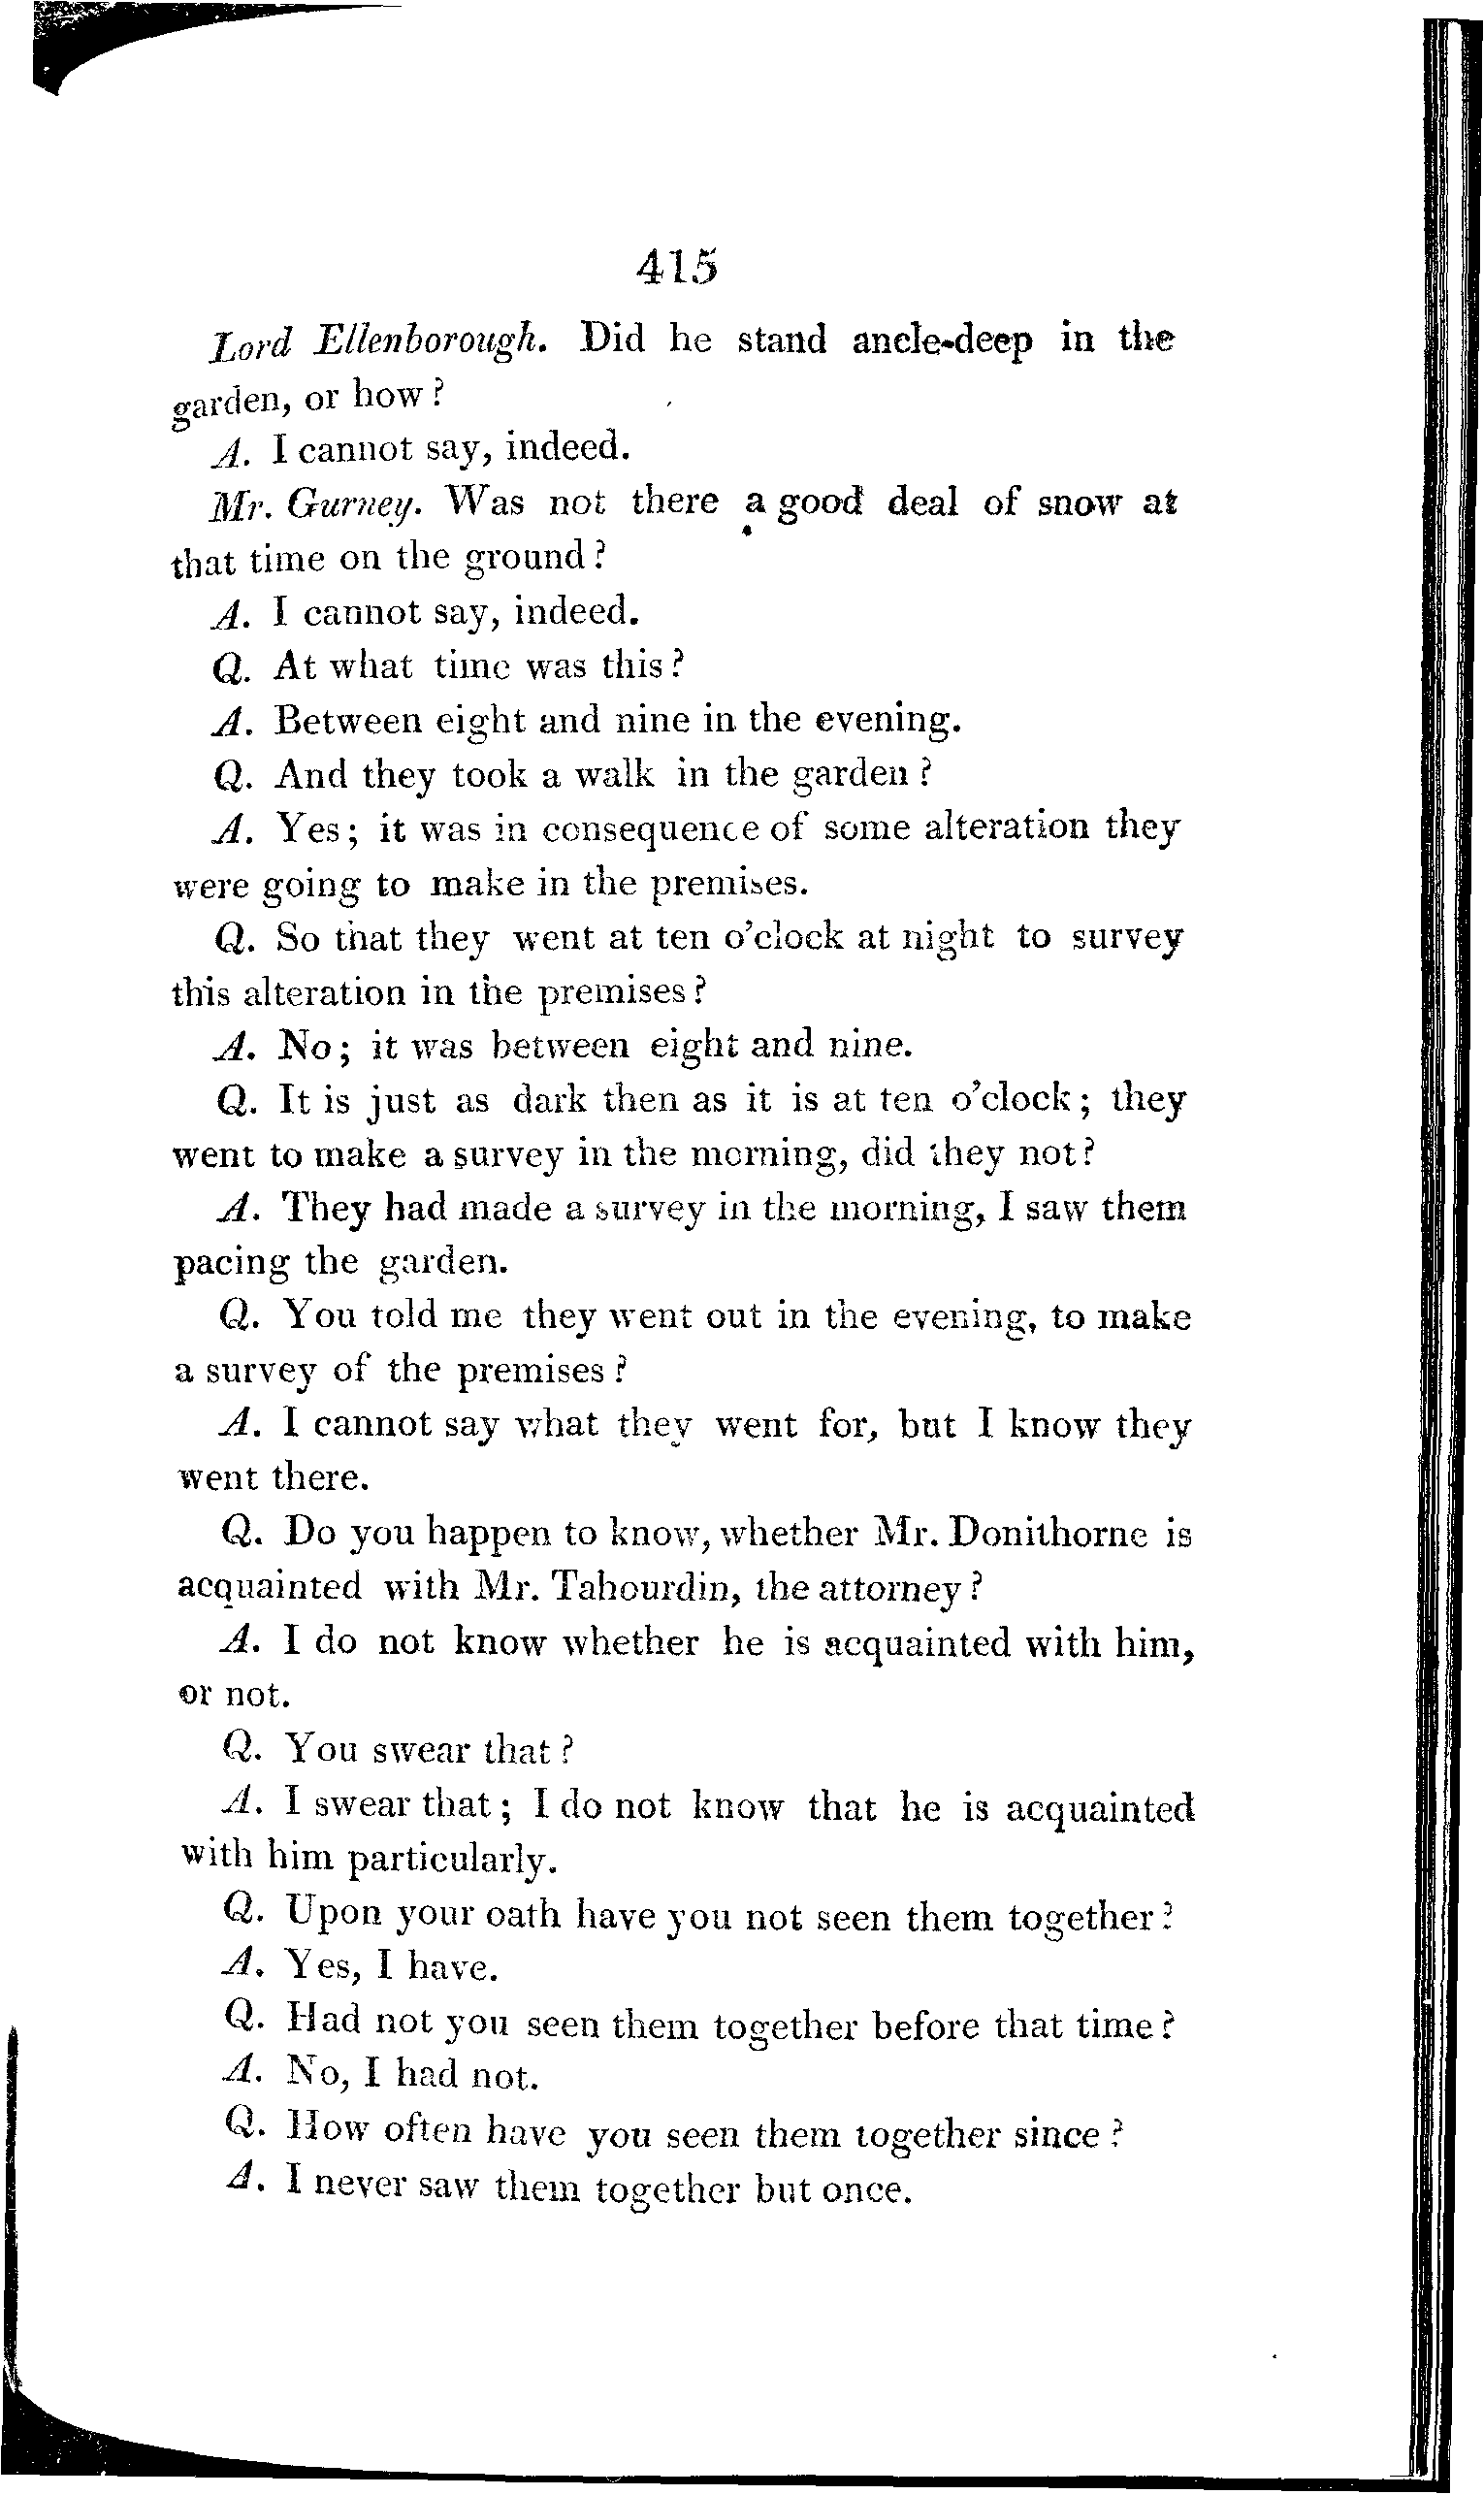 415
Lord Ellenborough. Did he stand ancle-deep in the
garden, or how?
A. I cannot say, indeed.
Mr. Gurney. Was not there a good deal of snow at
that time on the ground?
A. I cannot say, indeed.
Q. At what time was this?
A. Between eight and nine in the evening.
Q. And they took a walk in the garden?
A. Yes; it was in consequence of some alteration they
were going to make in the premises.
Q. So that they went at ten o'clock at night to survey
this alteration in the premises?
A. No; it was between eight and nine.
Q. It is just as dark then as it is at ten o'clock; they
went to make a survey in the morning, did they not?
A. They had made a survey in the morning, I saw them
pacing the garden.
Q. You told me they went out in the evening, to make
a survey of the premises?
A. I cannot say what they went for, but I know they
went there.
Q. Do you happen to know, whether Mr. Donithorne is
acquainted with Mr. Tahourdin, the attorney?
A. I do not know whether he is acquainted with him,
or not.
Q. You swear that?
A. I swear that; I do not know that he is acquainted
with him particularly.
Q. Upon your oath have you not seen them together?
A. Yes, I have.
Q. Had not you seen them together before that time?
A. No, I had not.
Q. How often have you seen them together since?
A. I never saw them together but once.